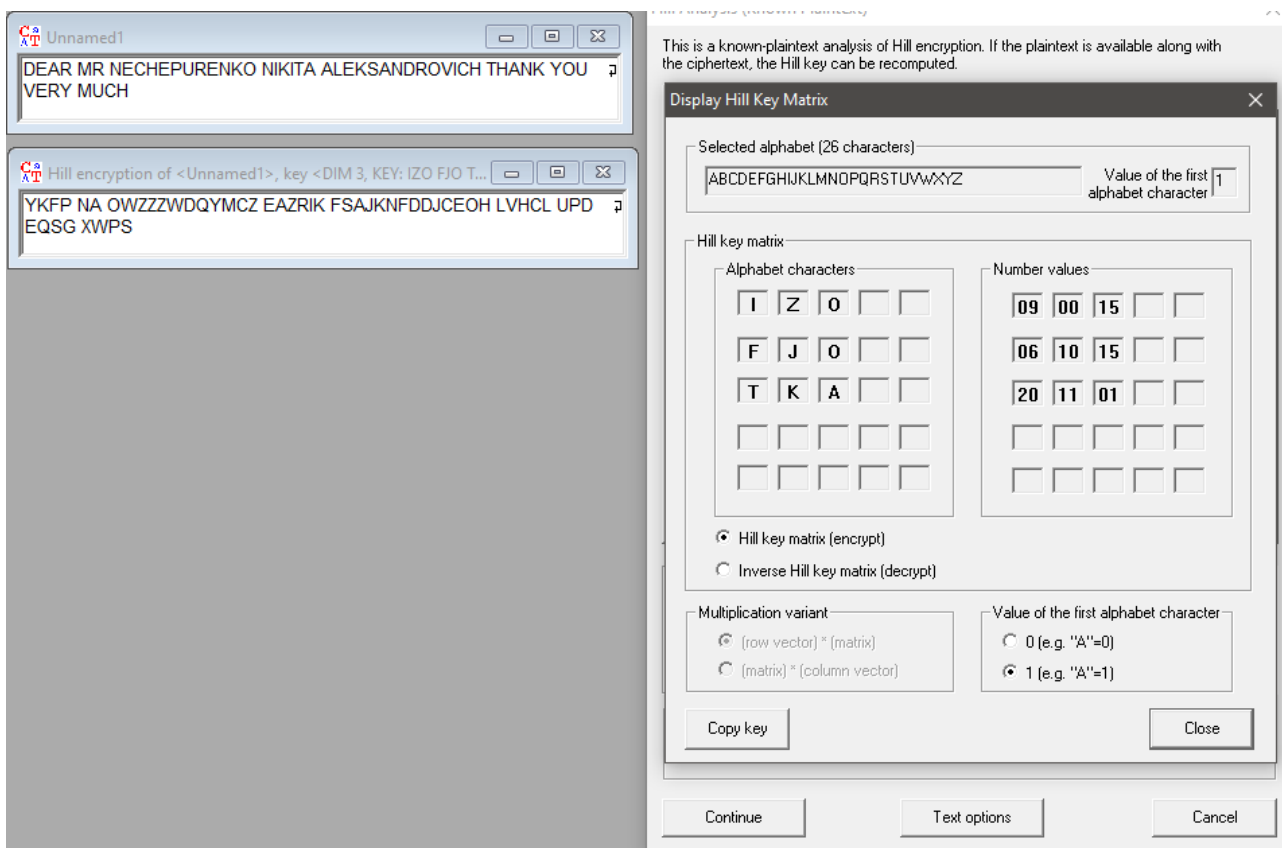 Unnamed1
DEAR MR NECHEPURENKO NIKITA ALEKSANDROVICH THANK YOU
VERY MUCH
Hill encryption of <Unnamed1>, key <DIM 3, KEY: IZO FJO T...
YKFP NA OWZZZWDQYMCZ EAZRIK FSAJKNFDDJCEOH LVHCL UPD
EQSG XWPS
Hill Analysis (Known Plaintext)
This is a known-plaintext analysis of Hill encryption. If the plaintext is available along with
the ciphertext, the Hill key can be recomputed.
Display Hill Key Matrix
Selected alphabet (26 characters)
ABCDEFGHIJKLMNOPQRSTUVWXYZ
Value of the first
alphabet character
1
Hill key matrix
Alphabet characters
I Z O
F J O
T K A
Number values
09 00 15
06 10 15
20 11 01
Hill key matrix (encrypt)
Inverse Hill key matrix (decrypt)
Multiplication variant
(row vector) * (matrix)
(matrix) * (column vector)
Value of the first alphabet character
0 (e.g. "A"=0)
1 (e.g. "A"=1)
Copy key
Close
Continue
Text options
Cancel